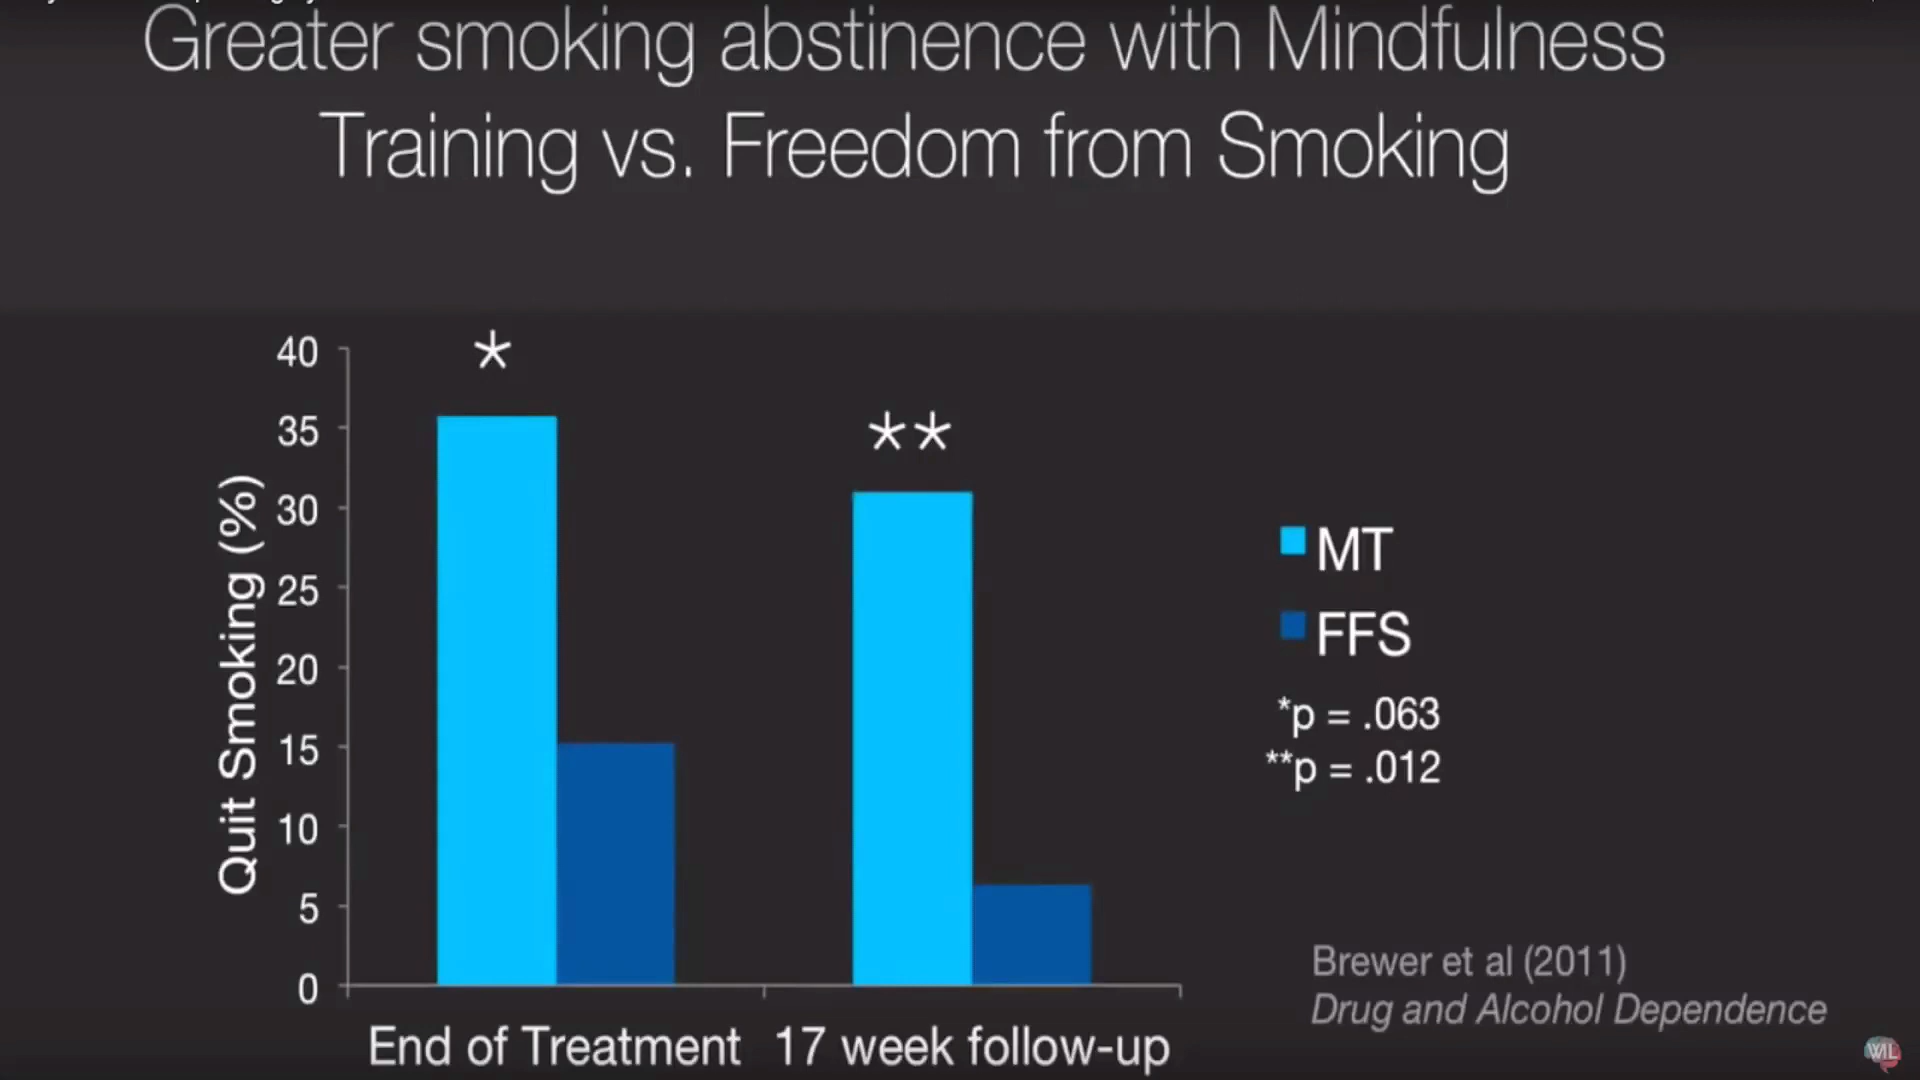 Greater smoking abstinence with Mindfulness
Training vs. Freedom from Smoking
40
35
30
25
20
15
10
5
0
Quit Smoking (%)
*
**
End of Treatment
17 week follow-up
MT
FFS
*p = .063
**p = .012
Brewer et al (2011)
Drug and Alcohol Dependence
WIL